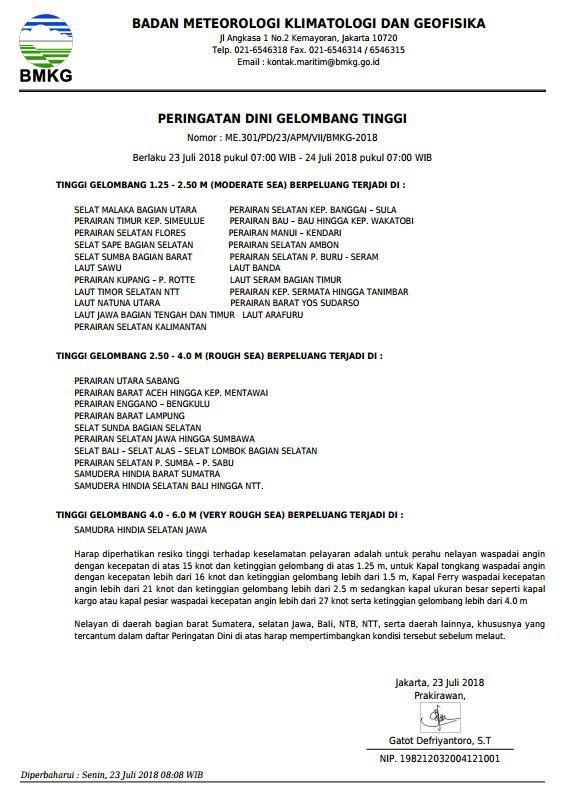 BMKG
BADAN METEOROLOGI KLIMATOLOGI DAN GEOFISIKA
Jl Angkasa 1 No.2 Kemayoran, Jakarta 10720
Telp. 021-6546318 Fax. 021-6546314 / 6546315
Email : kontak.maritim@bmkg.go.id
PERINGATAN DINI GELOMBANG TINGGI
Nomor : ME.301/PD/23/APM/VII/BMKG-2018
Berlaku 23 Juli 2018 pukul 07:00 WIB - 24 Juli 2018 pukul 07:00 WIB
TINGGI GELOMBANG 1.25 - 2.50 M (MODERATE SEA) BERPELUANG TERJADI DI :
SELAT MALAKA BAGIAN UTARA PERAIRAN SELATAN KEP. BANGGAI – SULA
PERAIRAN TIMUR KEP. SIMEULUE PERAIRAN BAU – BAU HINGGA KEP. WAKATOBI
PERAIRAN SELATAN FLORES PERAIRAN MANUI – KENDARI
SELAT SAPE BAGIAN SELATAN PERAIRAN SELATAN AMBON
SELAT SUMBA BAGIAN BARAT PERAIRAN SELATAN P. BURU - SERAM
LAUT SAWU LAUT BANDA
PERAIRAN KUPANG – P. ROTTE LAUT SERAM BAGIAN TIMUR
LAUT TIMOR SELATAN NTT PERAIRAN KEP. SERMATA HINGGA TANIMBAR
LAUT NATUNA UTARA PERAIRAN BARAT YOS SUDARSO
LAUT JAWA BAGIAN TENGAH DAN TIMUR LAUT ARAFURU
PERAIRAN SELATAN KALIMANTAN
TINGGI GELOMBANG 2.50 - 4.0 M (ROUGH SEA) BERPELUANG TERJADI DI :
PERAIRAN UTARA SABANG
PERAIRAN BARAT ACEH HINGGA KEP. MENTAWAI
PERAIRAN ENGGANO – BENGKULU
PERAIRAN BARAT LAMPUNG
SELAT SUNDA BAGIAN SELATAN
PERAIRAN SELATAN JAWA HINGGA SUMBAWA
SELAT BALI – SELAT ALAS – SELAT LOMBOK BAGIAN SELATAN
PERAIRAN SELATAN P. SUMBA – P. SABU
SAMUDERA HINDIA BARAT SUMATRA
SAMUDERA HINDIA SELATAN BALI HINGGA NTT.
TINGGI GELOMBANG 4.0 - 6.0 M (VERY ROUGH SEA) BERPELUANG TERJADI DI :
SAMUDRA HINDIA SELATAN JAWA
Harap diperhatikan resiko tinggi terhadap keselamatan pelayaran adalah untuk perahu nelayan waspadai angin
dengan kecepatan di atas 15 knot dan ketinggian gelombang di atas 1.25 m, untuk Kapal tongkang waspadai angin
dengan kecepatan lebih dari 16 knot dan ketinggian gelombang lebih dari 1.5 m, Kapal Ferry waspadai kecepatan
angin lebih dari 21 knot dan ketinggian gelombang lebih dari 2.5 m sedangkan kapal ukuran besar seperti kapal
kargo atau kapal pesiar waspadai kecepatan angin lebih dari 27 knot serta ketinggian gelombang lebih dari 4.0 m
Nelayan di daerah bagian barat Sumatera, selatan Jawa, Bali, NTB, NTT, serta daerah lainnya, khususnya yang
tercantum dalam daftar Peringatan Dini di atas harap mempertimbangkan kondisi tersebut sebelum melaut.
Jakarta, 23 Juli 2018
Prakirawan,
Gatot Defriyantoro, S.T
NIP. 198212032004121001
Diperbaharui : Senin, 23 Juli 2018 08:08 WIB